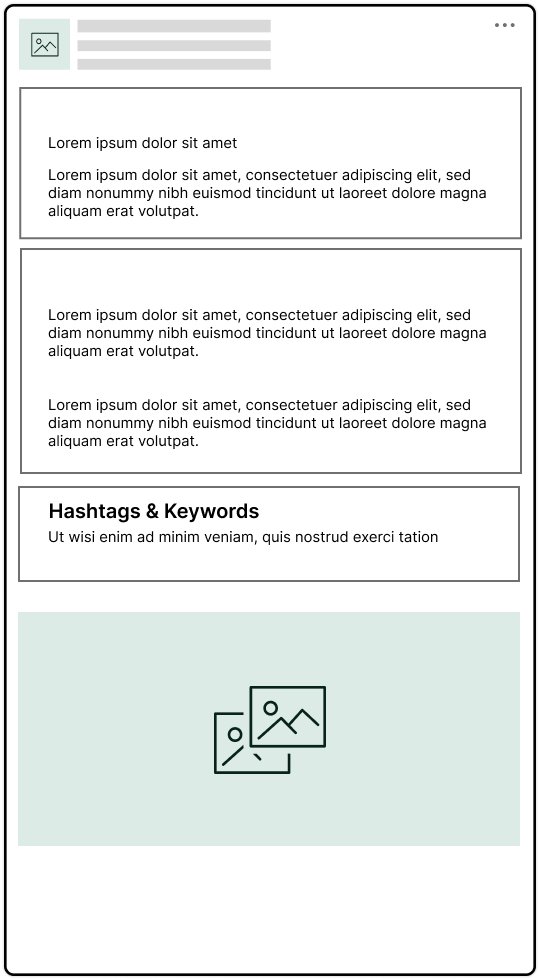 Lorem ipsum dolor sit amet
Lorem ipsum dolor sit amet, consectetuer adipiscing elit, sed
diam nonummy nibh euismod tincidunt ut laoreet dolore magna
aliquam erat volutpat.
Lorem ipsum dolor sit amet, consectetuer adipiscing elit, sed
diam nonummy nibh euismod tincidunt ut laoreet dolore magna
aliquam erat volutpat.
Lorem ipsum dolor sit amet, consectetuer adipiscing elit, sed
diam nonummy nibh euismod tincidunt ut laoreet dolore magna
aliquam erat volutpat.
Hashtags & Keywords
Ut wisi enim ad minim veniam, quis nostrud exerci tation